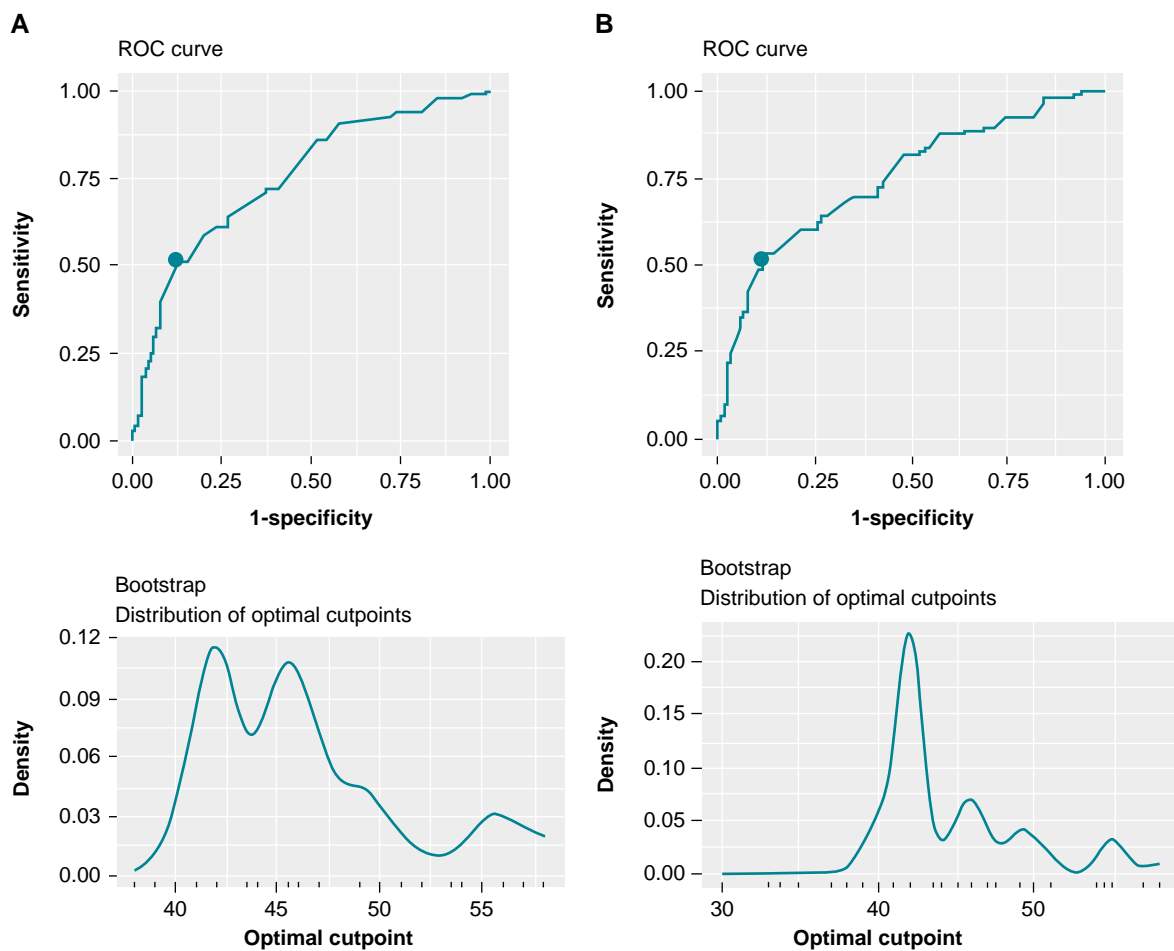 A
ROC curve
1.00
0.75
0.50
0.25
0.00
Sensitivity
0.00 0.25 0.50 0.75 1.00
1-specificity
Bootstrap
Distribution of optimal cutpoints
0.12
0.09
0.06
0.03
0.00
Density
40 45 50 55
Optimal cutpoint
B
ROC curve
1.00
0.75
0.50
0.25
0.00
Sensitivity
0.00 0.25 0.50 0.75 1.00
1-specificity
Bootstrap
Distribution of optimal cutpoints
0.20
0.15
0.10
0.05
0.00
Density
30 40 50
Optimal cutpoint